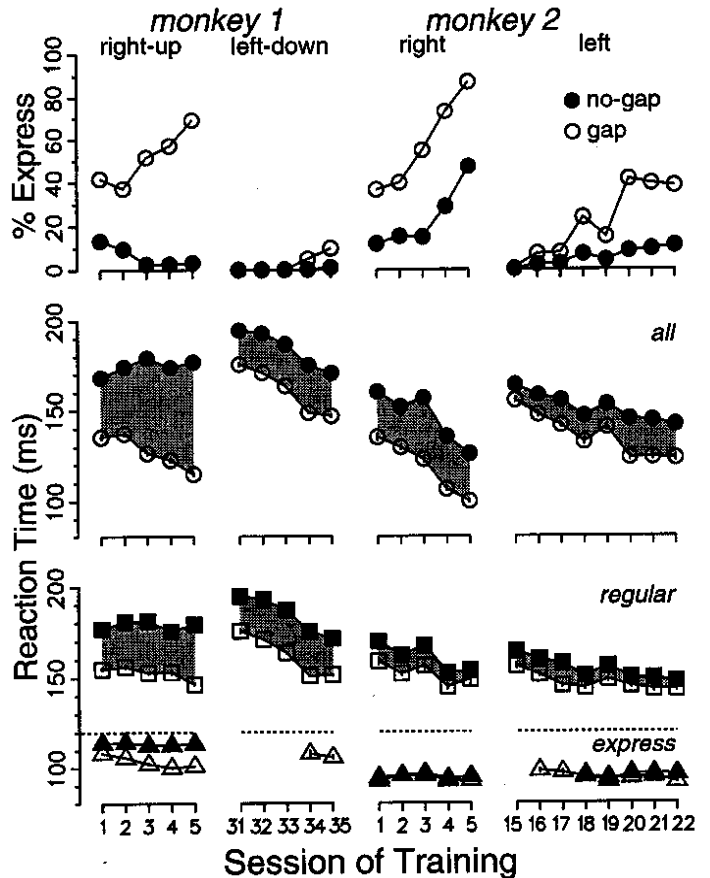 monkey 1 monkey 2
right-up left-down right left
% Express
100
80
60
40
20
0
no-gap
gap
Reaction Time (ms)
200
150
100
all
200
150
100
regular
express
1 2 3 4 5 31 32 33 34 35 1 2 3 4 5 15 16 17 18 19 20 21 22
Session of Training